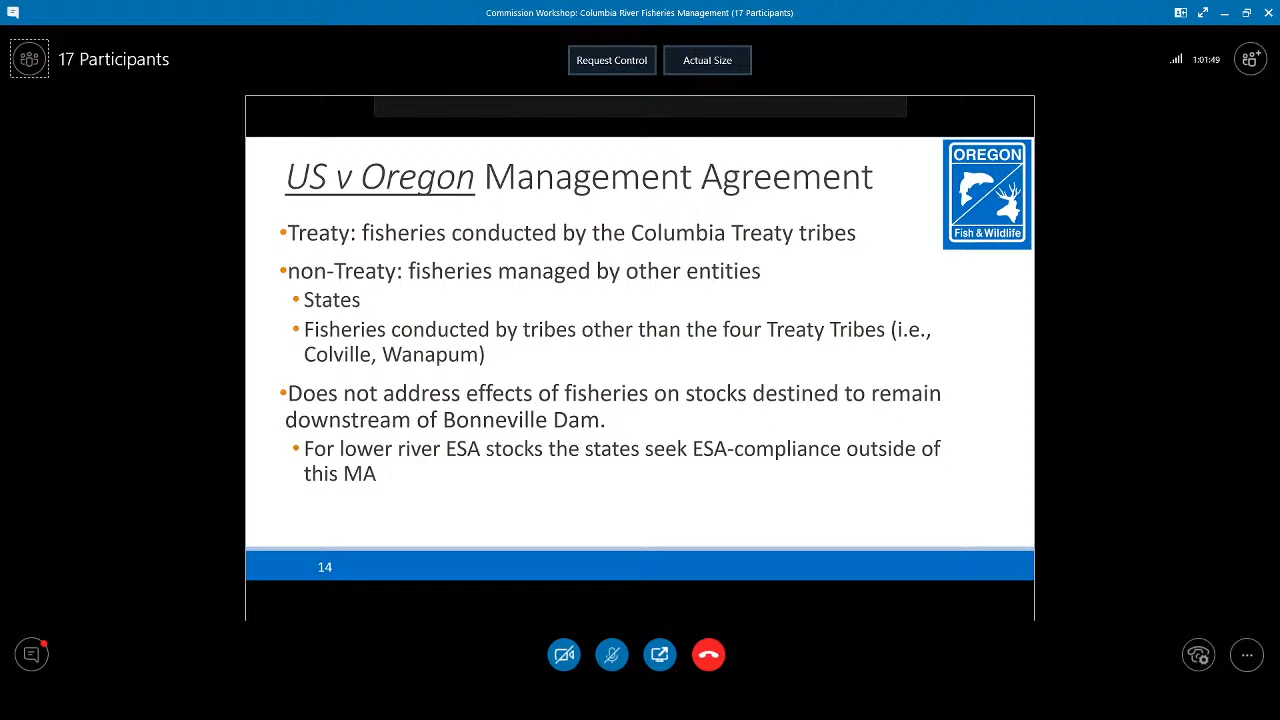 Commission Workshop: Columbia River Fisheries Management (17 Participants)
17 Participants
Request Control
Actual Size
1:01:49
US v Oregon Management Agreement
OREGON
Fish & Wildlife
•Treaty: fisheries conducted by the Columbia Treaty tribes
•non-Treaty: fisheries managed by other entities
• States
• Fisheries conducted by tribes other than the four Treaty Tribes (i.e.,
Colville, Wanapum)
•Does not address effects of fisheries on stocks destined to remain
downstream of Bonneville Dam.
• For lower river ESA stocks the states seek ESA-compliance outside of
this MA
14